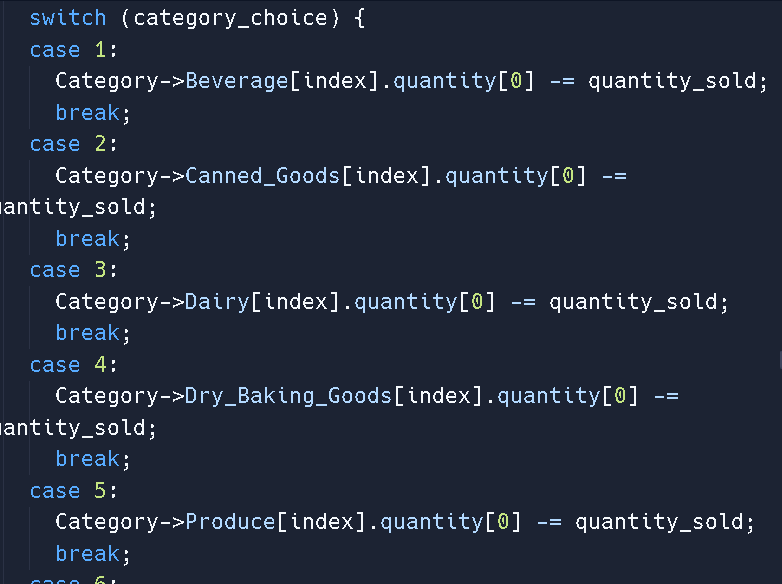 switch (category_choice) {
case 1:
Category->Beverage[index].quantity[0] -= quantity_sold;
break;
case 2:
Category->Canned_Goods[index].quantity[0] -=
uantity_sold;
break;
case 3:
Category->Dairy[index].quantity[0] -= quantity_sold;
break;
case 4:
Category->Dry_Baking_Goods[index].quantity[0] -=
uantity_sold;
break;
case 5:
Category->Produce[index].quantity[0] -= quantity_sold;
break;
case 6: